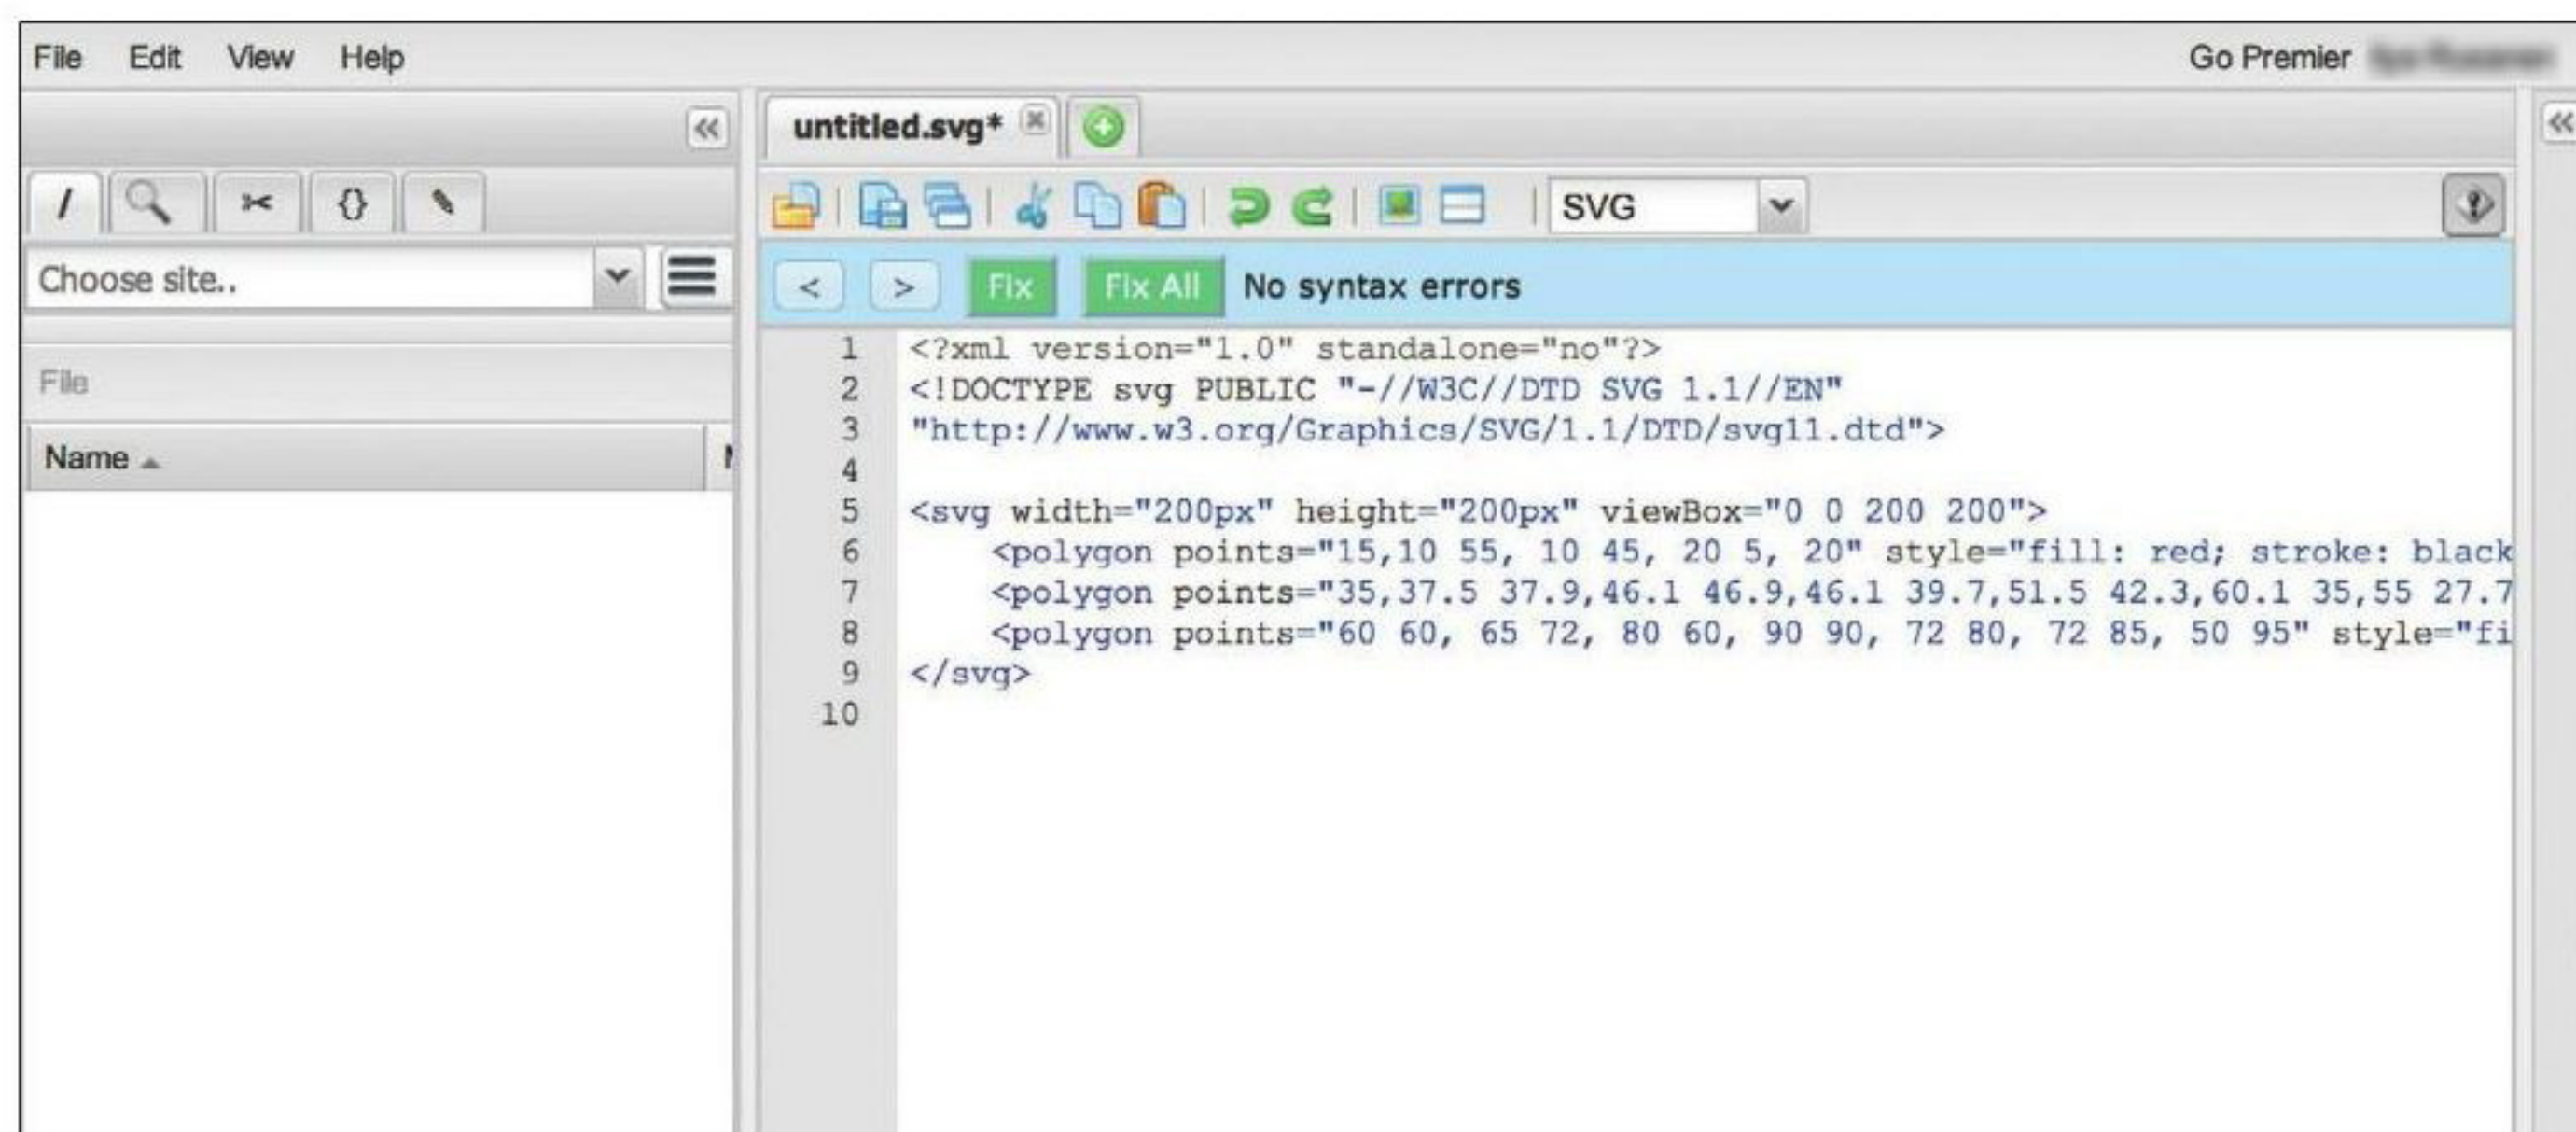 File Edit View Help Go Premier
untitled.svg*
/ {} SVG
Choose site..
< > Fix Fix All No syntax errors
File
Name
1 <?xml version="1.0" standalone="no"?>
2 <!DOCTYPE svg PUBLIC "-//W3C//DTD SVG 1.1//EN"
3 "http://www.w3.org/Graphics/SVG/1.1/DTD/svg11.dtd">
4
5 <svg width="200px" height="200px" viewBox="0 0 200 200">
6 <polygon points="15,10 55, 10 45, 20 5, 20" style="fill: red; stroke: black
7 <polygon points="35,37.5 37.9,46.1 46.9,46.1 39.7,51.5 42.3,60.1 35,55 27.7
8 <polygon points="60 60, 65 72, 80 60, 90 90, 72 80, 72 85, 50 95" style="fi
9 </svg>
10